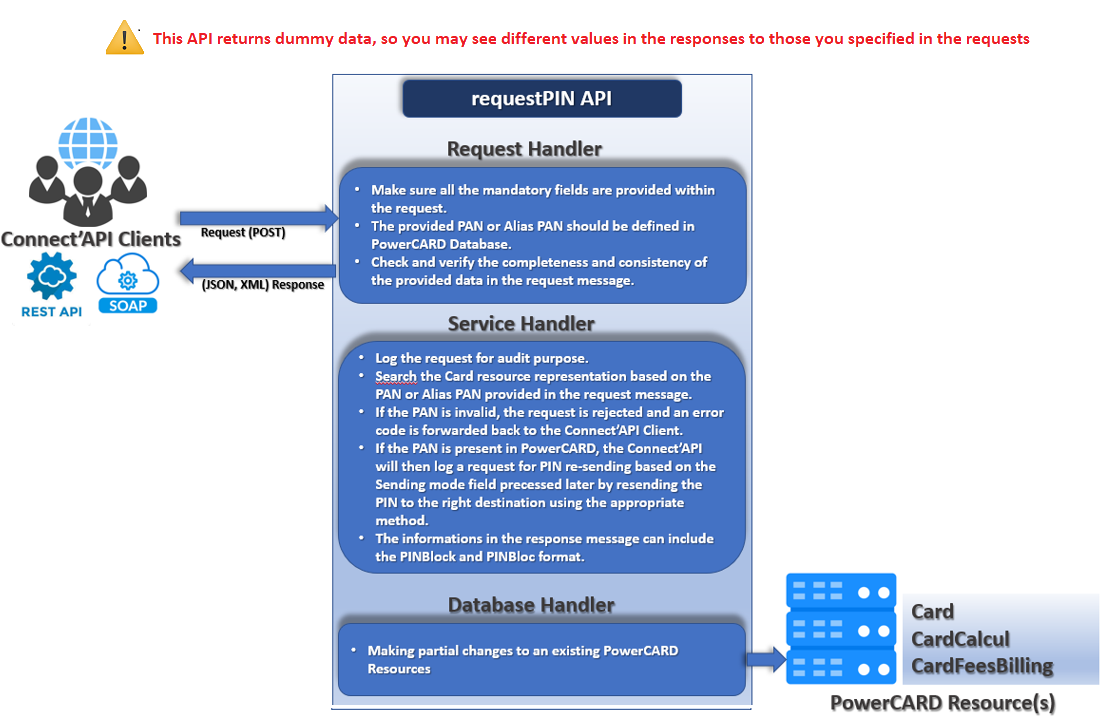 This API returns dummy data, so you may see different values in the responses to those you specified in the requests
requestPIN API
Request Handler
• Make sure all the mandatory fields are provided within
the request.
• The provided PAN or Alias PAN should be defined in
PowerCARD Database.
• Check and verify the completeness and consistency of
the provided data in the request message.
Connect'API Clients
REST API
SOAP
Request (POST)
(JSON, XML) Response
Service Handler
• Log the request for audit purpose.
• Search the Card resource representation based on the
PAN or Alias PAN provided in the request message.
• If the PAN is invalid, the request is rejected and an error
code is forwarded back to the Connect'API Client.
• If the PAN is present in PowerCARD, the Connect'API
will then log a request for PIN re-sending based on the
Sending mode field precessed later by resending the
PIN to the right destination using the appropriate
method.
• The informations in the response message can include
the PINBlock and PINBloc format.
Database Handler
• Making partial changes to an existing PowerCARD
Resources
Card
CardCalcul
CardFeesBilling
PowerCARD Resource(s)